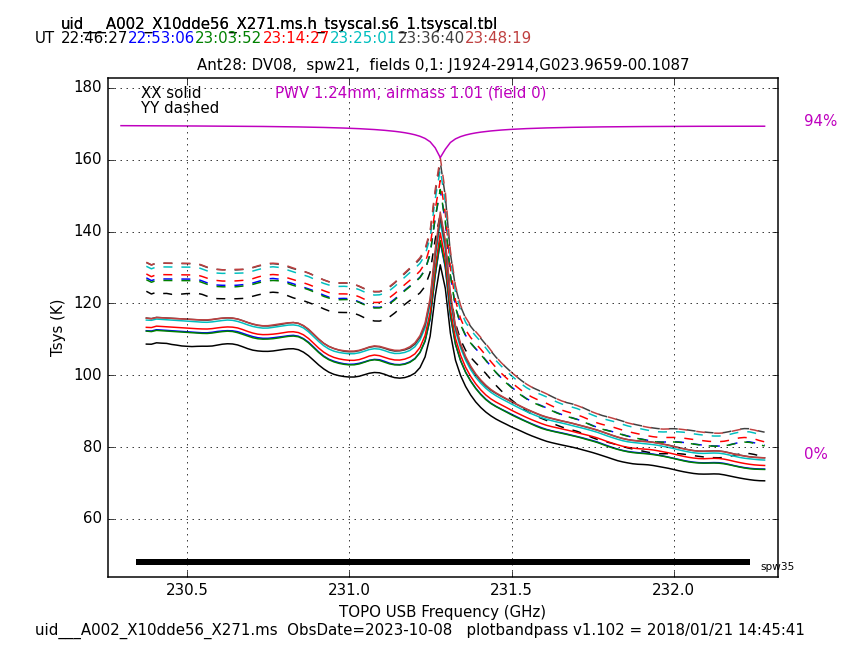 uid___A002_X10dde56_X271.ms.h_tsyscal.s6_1.tsyscal.tbl
UT 22:46:27 22:53:06 23:03:52 23:14:27 23:25:01 23:36:40 23:48:19
Ant28: DV08, spw21, fields 0,1: J1924-2914,G023.9659-00.1087
XX solid
YY dashed
PWV 1.24mm, airmass 1.01 (field 0)
94%
0%
180
160
140
120
100
80
60
Tsys (K)
spw35
230.5 231.0 231.5 232.0
TOPO USB Frequency (GHz)
uid___A002_X10dde56_X271.ms ObsDate=2023-10-08 plotbandpass v1.102 = 2018/01/21 14:45:41